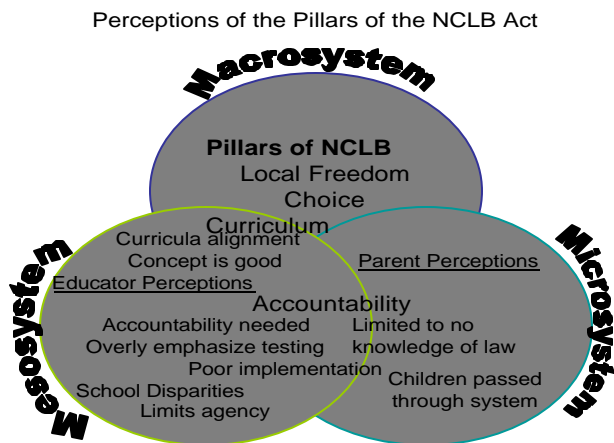 Perceptions of the Pillars of the NCLB Act
Macrosystem
Pillars of NCLB
Local Freedom
Choice
Curriculum
Mesosystem
Curricula alignment
Concept is good
Educator Perceptions
Accountability
Accountability needed
Overly emphasize testing
Poor implementation
School Disparities
Limits agency
Microsystem
Parent Perceptions
Limited to no
knowledge of law
Children passed
through system